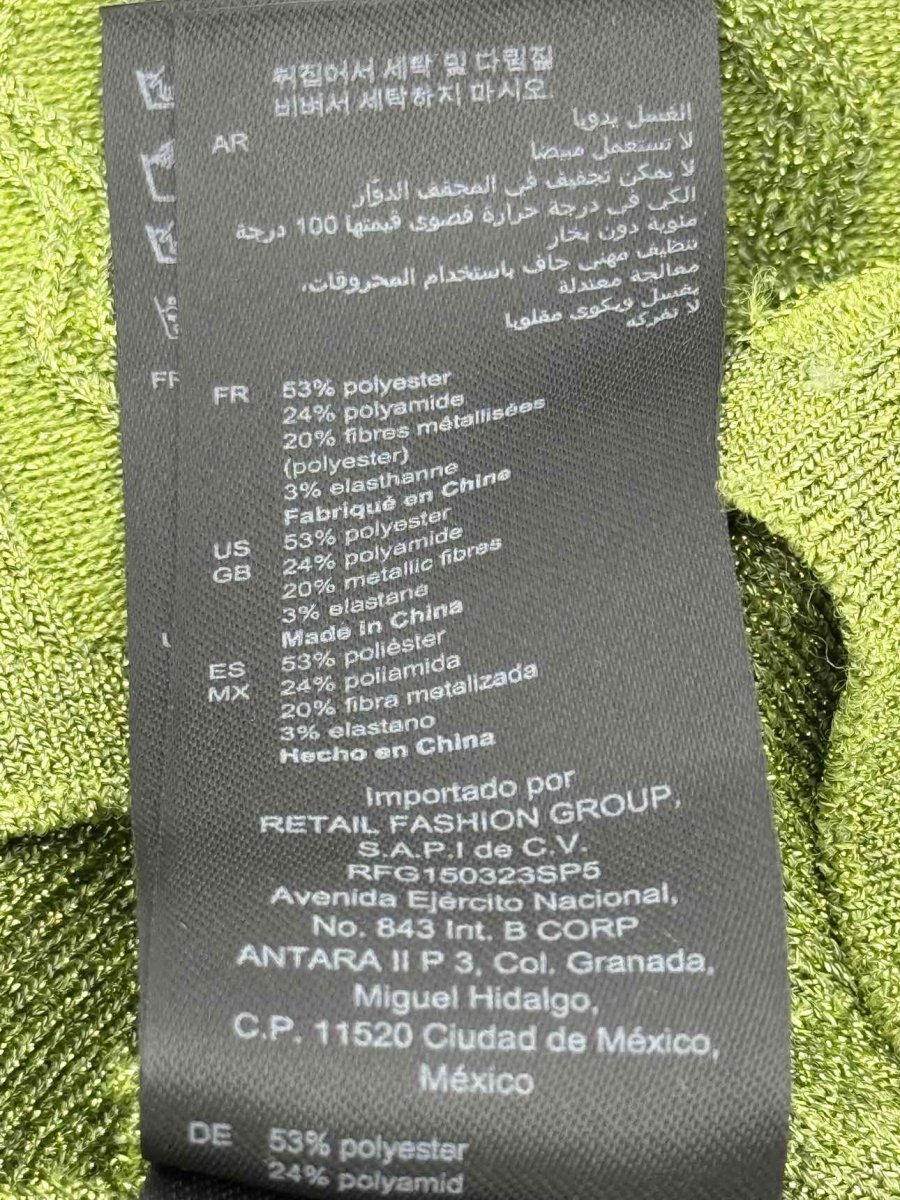 뒤집어서 세탁 및 다림질
비벼서 세탁하지 마시오.
AR
الغسل يدويا
لا تستعمل مبيضا
لا يمكن تجفيف في المجفف الدوّار
الكي في درجة حرارة قصوى قيمتها 100 درجة
مئوية دون بخار
تنظيف مهني جاف باستخدام المحروقات،
معالجة معتدلة
يغسل ويكوى مقلوبا
لا تفركه
FR
FR 53% polyester
24% polyamide
20% fibres métallisées
(polyester)
3% elasthanne
Fabriqué en China
US 53% polyester
GB 24% polyamide
20% metallic fibres
3% elastane
Made in China
ES 53% poliéster
MX 24% poliamida
20% fibra metalizada
3% elastano
Hecho en China
Importado por
RETAIL FASHION GROUP,
S.A.P.I de C.V.
RFG150323SP5
Avenida Ejército Nacional,
No. 843 Int. B CORP
ANTARA II P 3, Col. Granada,
Miguel Hidalgo,
C.P. 11520 Ciudad de México,
México
DE 53% polyester
24% polyamid